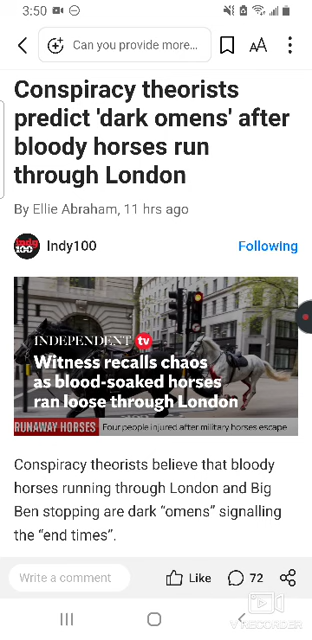 3:50
Can you provide more...
AA
Conspiracy theorists
predict 'dark omens' after
bloody horses run
through London
By Ellie Abraham, 11 hrs ago
indy100
Indy100
Following
INDEPENDENT tv
Witness recalls chaos
as blood-soaked horses
ran loose through London
RUNAWAY HORSES Four people injured after military horses escape
Conspiracy theorists believe that bloody
horses running through London and Big
Ben stopping are dark “omens” signalling
the “end times”.
Write a comment
Like
72
V RECORDER